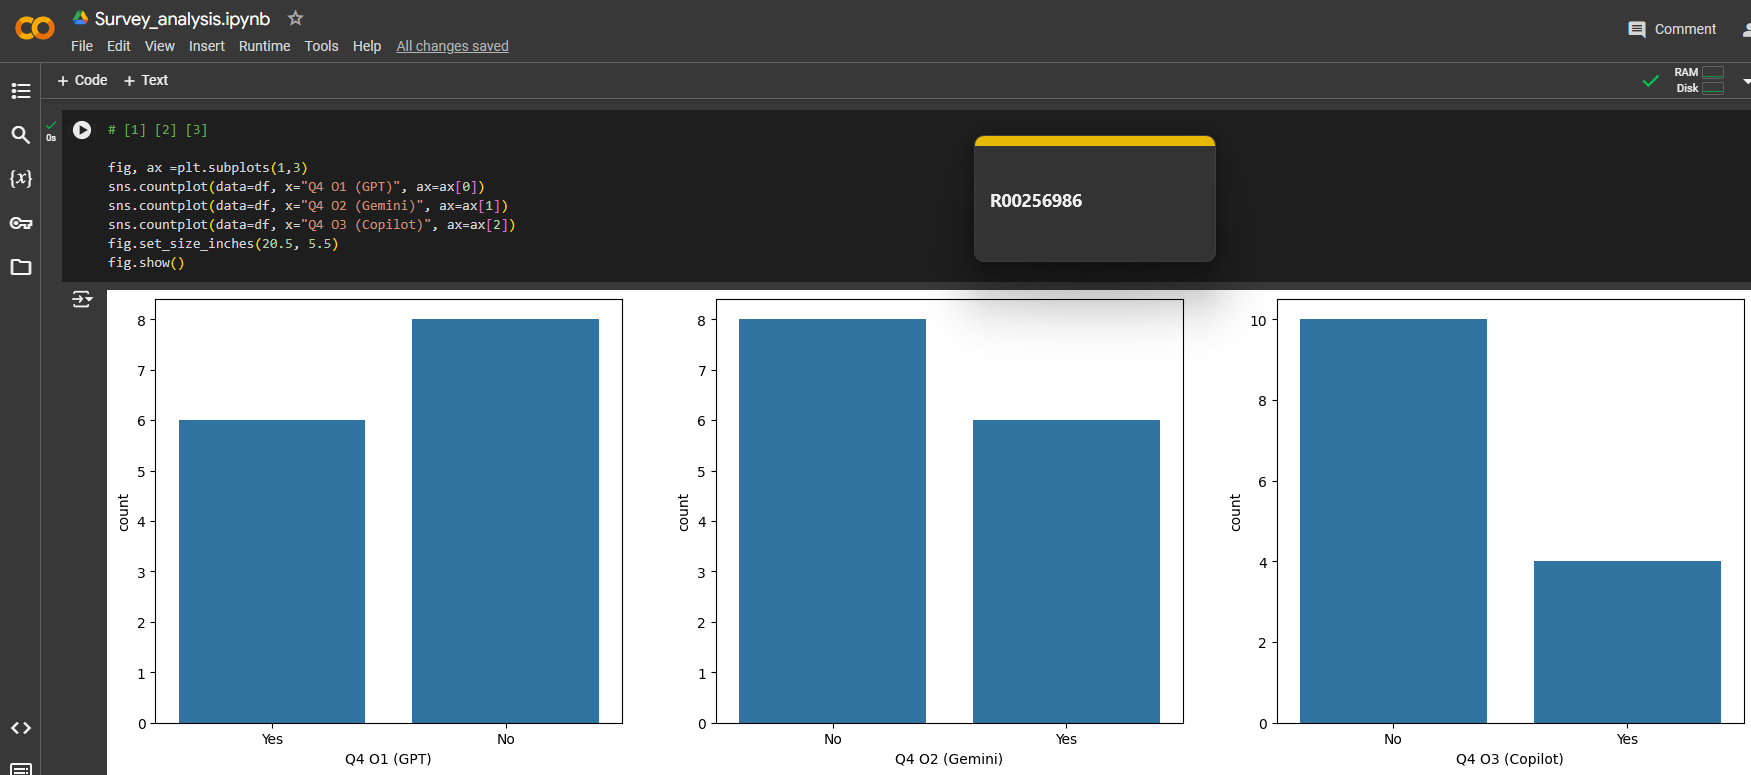 Survey_analysis.ipynb
File Edit View Insert Runtime Tools Help All changes saved
Comment
+ Code + Text
RAM
Disk
0s
# [1] [2] [3]
fig, ax =plt.subplots(1,3)
sns.countplot(data=df, x="Q4 O1 (GPT)", ax=ax[0])
sns.countplot(data=df, x="Q4 O2 (Gemini)", ax=ax[1])
sns.countplot(data=df, x="Q4 O3 (Copilot)", ax=ax[2])
fig.set_size_inches(20.5, 5.5)
fig.show()
R00256986
{x}
8
7
6
5
4
3
2
1
0
count
Yes No
Q4 O1 (GPT)
8
7
6
5
4
3
2
1
0
count
No Yes
Q4 O2 (Gemini)
10
8
6
4
2
0
count
No Yes
Q4 O3 (Copilot)